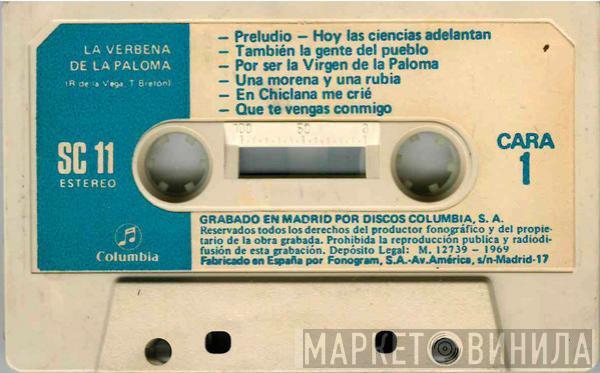 LA VERBENA
DE LA PALOMA
(R. de la Vega, T. Bretón)
SC 11
ESTEREO
Columbia
– Preludio – Hoy las ciencias adelantan
– También la gente del pueblo
– Por ser la Virgen de la Paloma
– Una morena y una rubia
– En Chiclana me crié
– Que te vengas conmigo
100 50 0
CARA
1
GRABADO EN MADRID POR DISCOS COLUMBIA, S. A.
Reservados todos los derechos del productor fonográfico y del propie-
tario de la obra grabada. Prohibida la reproducción publica y radiodi-
fusión de esta grabación. Depósito Legal: M. 12739 – 1969
Fabricado en España por Fonogram, S.A.-Av.América, s/n-Madrid-17
МАРКЕТ ВИНИЛА